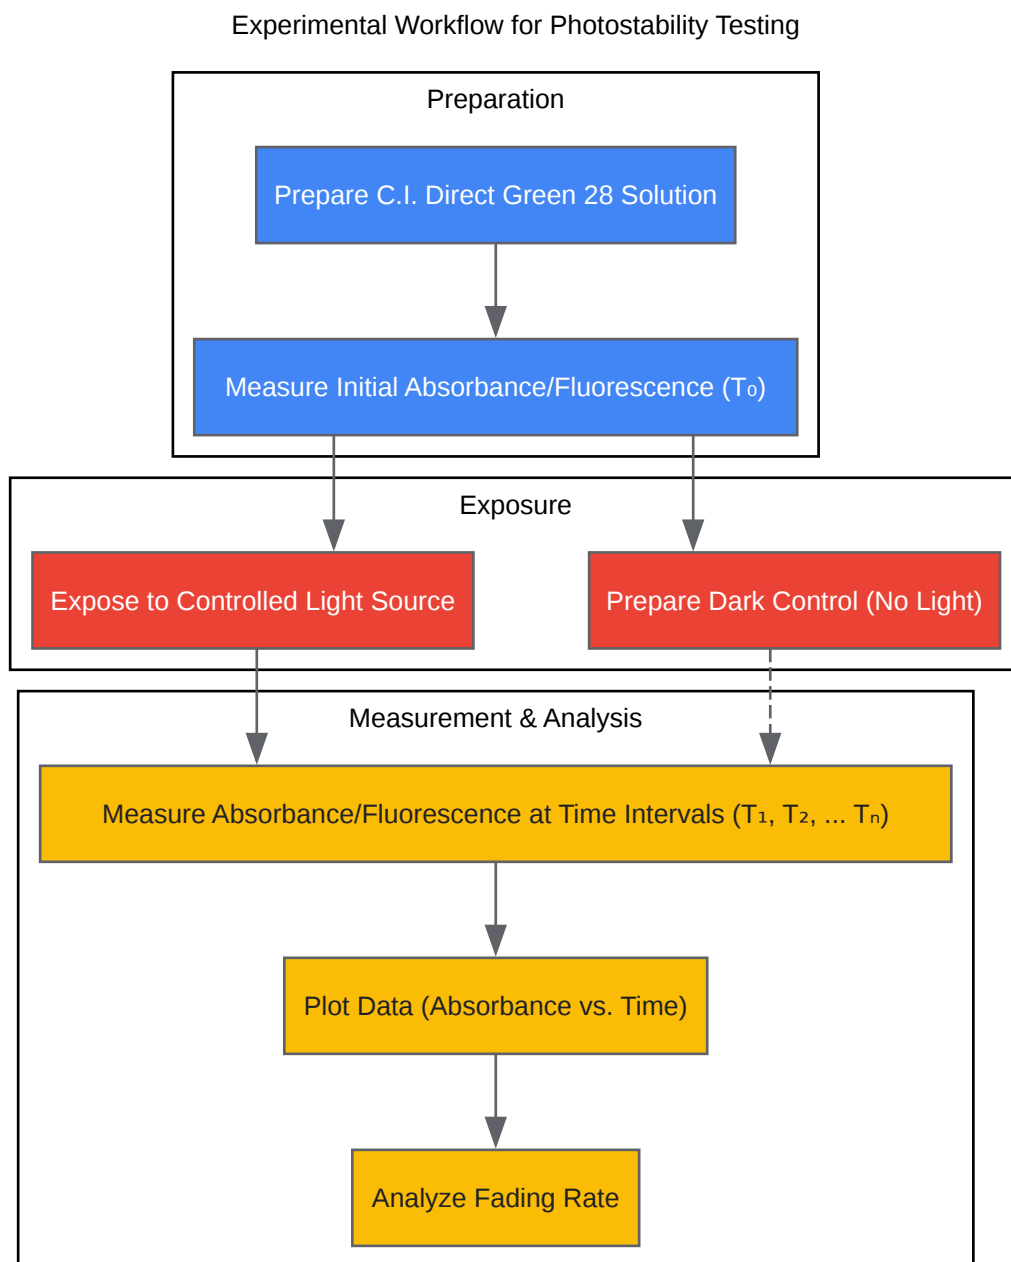 Experimental Workflow for Photostability Testing
Preparation
Prepare C.I. Direct Green 28 Solution
Measure Initial Absorbance/Fluorescence (T₀)
Exposure
Expose to Controlled Light Source
Prepare Dark Control (No Light)
Measurement & Analysis
Measure Absorbance/Fluorescence at Time Intervals (T₁, T₂, ... Tₙ)
Plot Data (Absorbance vs. Time)
Analyze Fading Rate